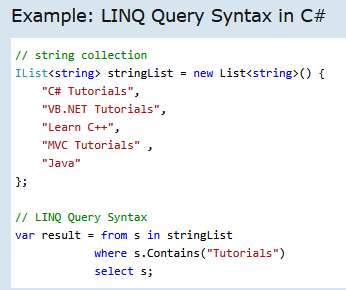 Example: LINQ Query Syntax in C#
// string collection
IList<string> stringList = new List<string>() {
    "C# Tutorials",
    "VB.NET Tutorials",
    "Learn C++",
    "MVC Tutorials" ,
    "Java"
};
// LINQ Query Syntax
var result = from s in stringList
            where s.Contains("Tutorials")
            select s;